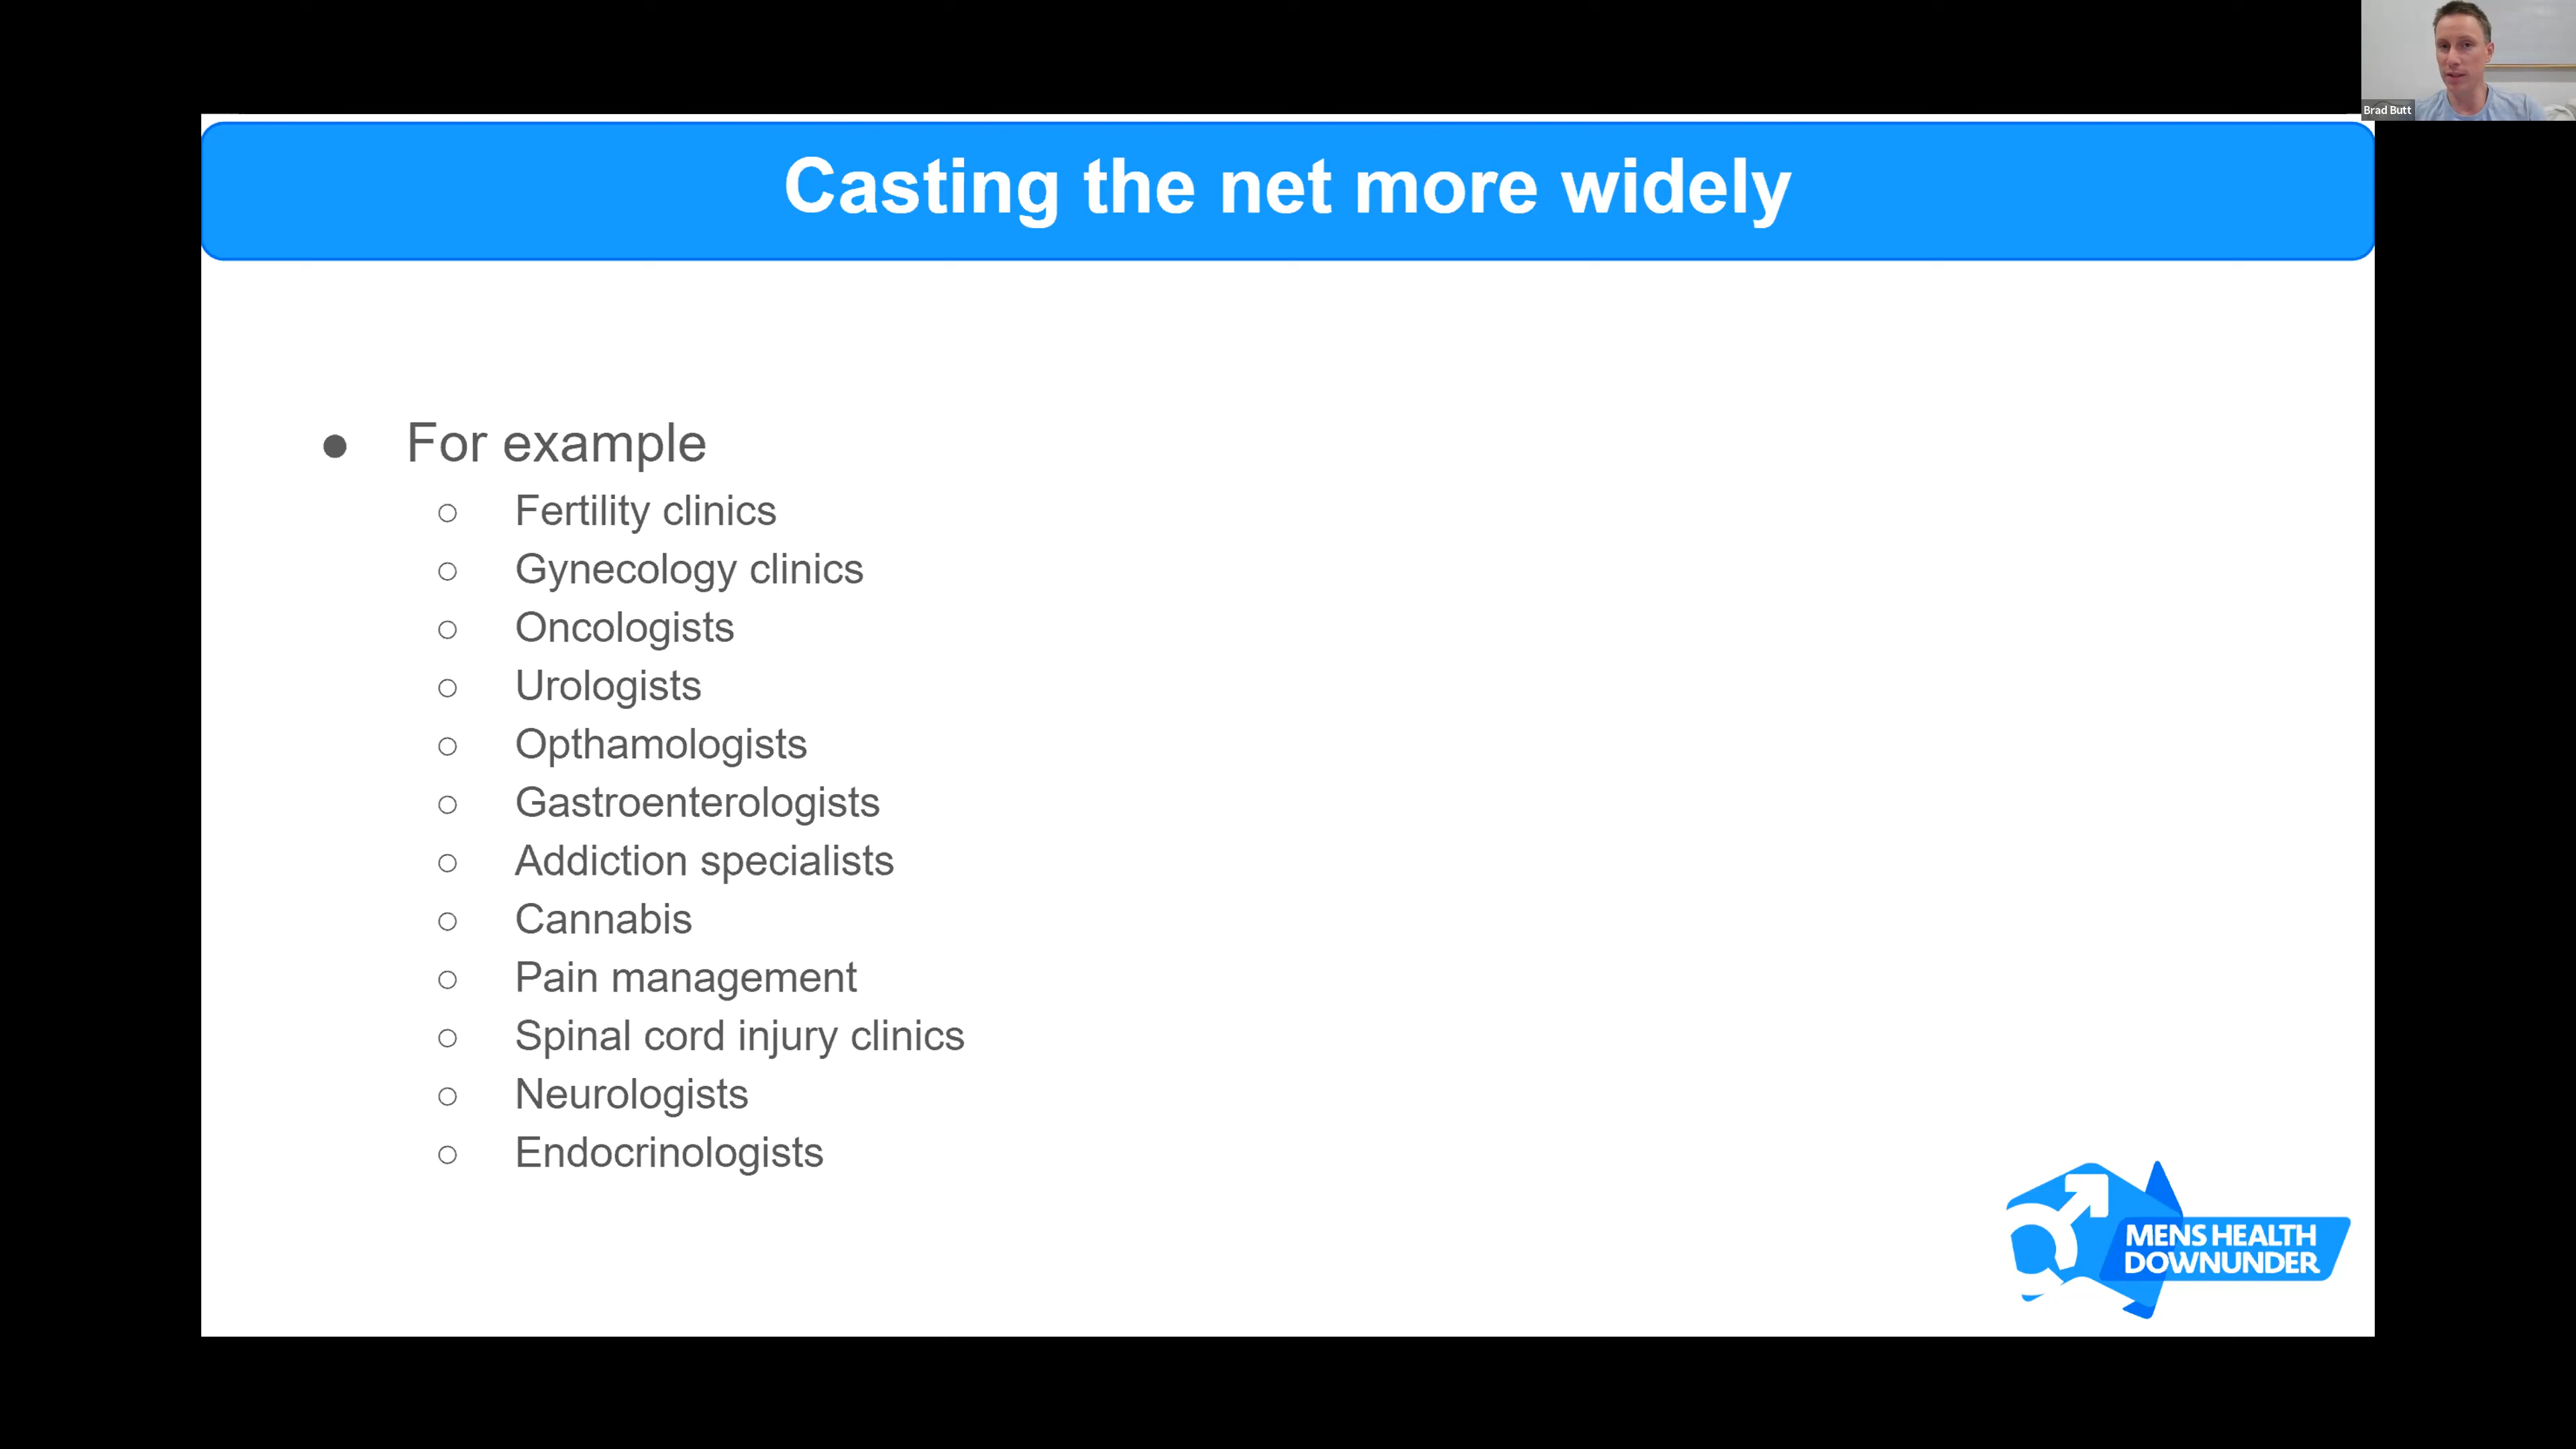 Brad Butt
Casting the net more widely
● For example
○ Fertility clinics
○ Gynecology clinics
○ Oncologists
○ Urologists
○ Opthamologists
○ Gastroenterologists
○ Addiction specialists
○ Cannabis
○ Pain management
○ Spinal cord injury clinics
○ Neurologists
○ Endocrinologists
MENS HEALTH
DOWNUNDER